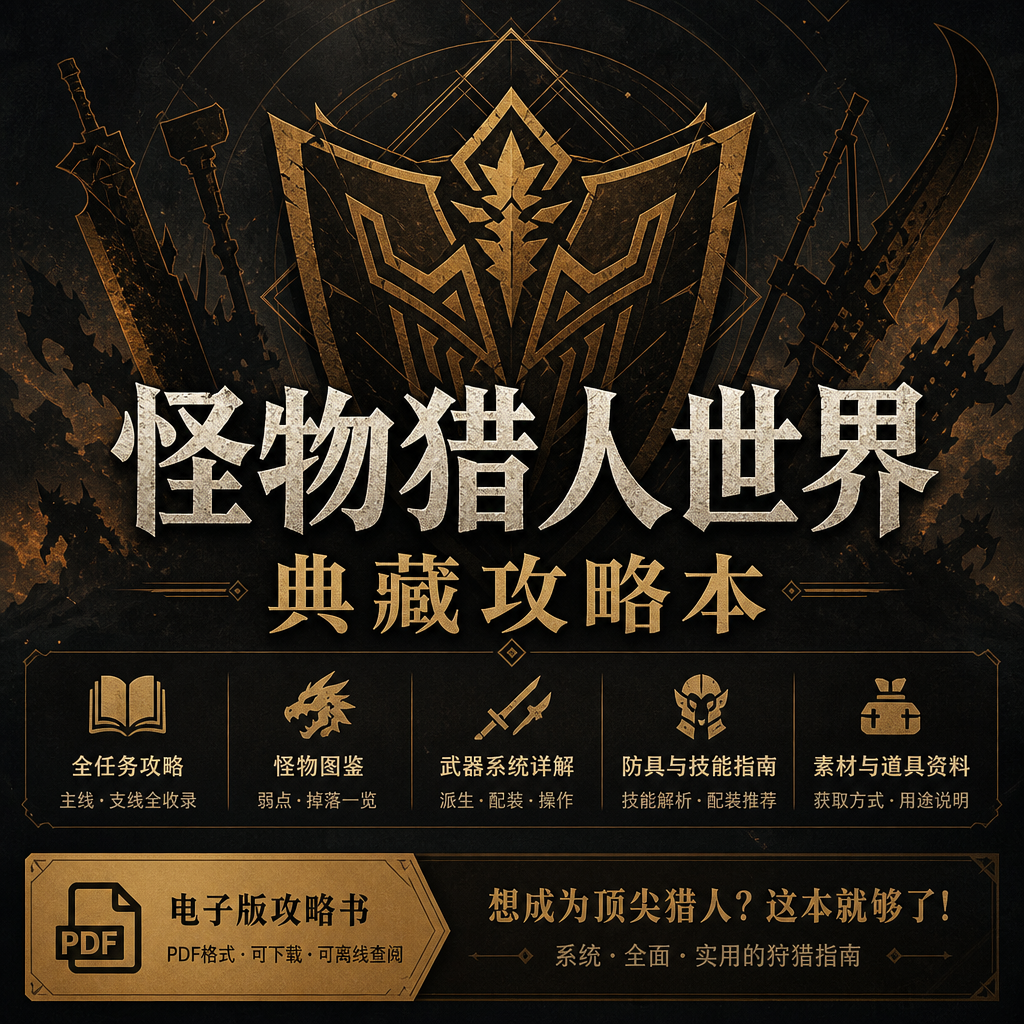 怪物猎人世界
典藏攻略本
全任务攻略
主线·支线全收录
怪物图鉴
弱点·掉落一览
武器系统详解
派生·配装·操作
防具与技能指南
技能解析·配装推荐
素材与道具资料
获取方式·用途说明
PDF
电子版攻略书
PDF格式·可下载·可离线查阅
想成为顶尖猎人?这本就够了!
系统·全面·实用的狩猎指南